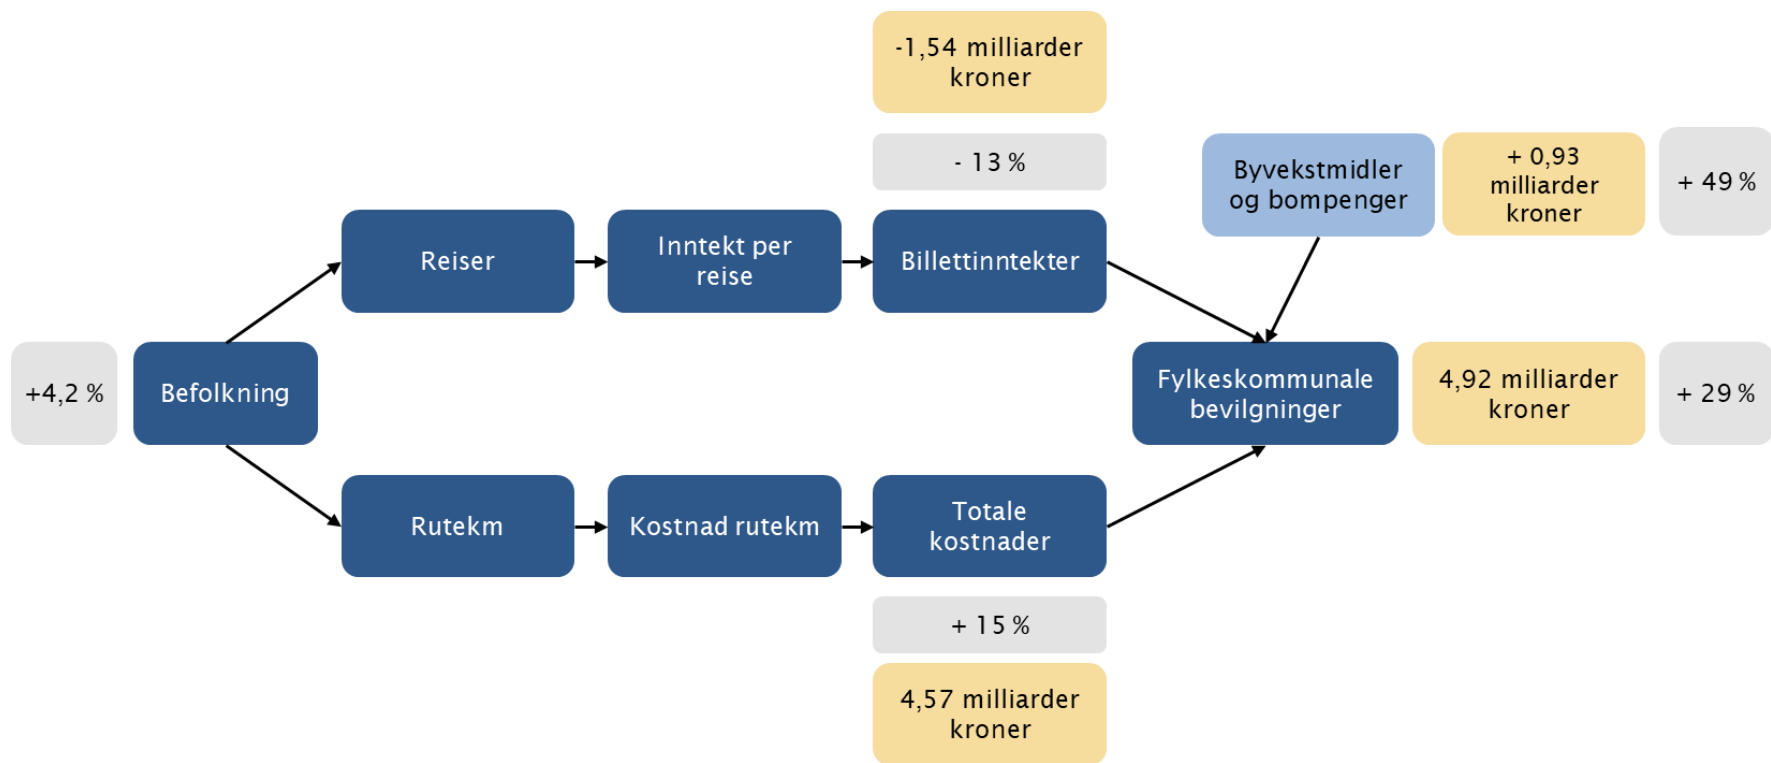 -1,54 milliarder
kroner
- 13 %
Byvekstmidler
og bompenger
+ 0,93
milliarder
kroner
+ 49 %
Reiser
Inntekt per
reise
Billettinntekter
+4,2 %
Befolkning
Fylkeskommunale
bevilgninger
4,92 milliarder
kroner
+ 29 %
Rutekm
Kostnad rutekm
Totale
kostnader
+ 15 %
4,57 milliarder
kroner